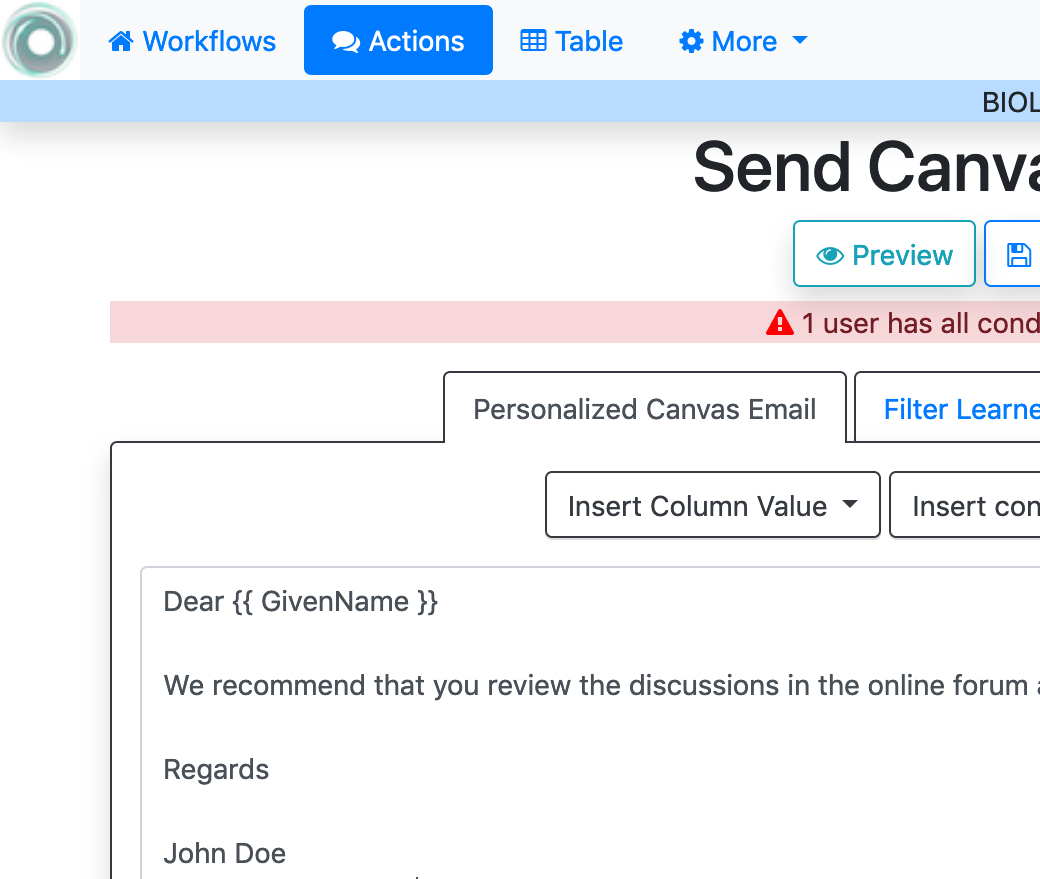 Workflows Actions Table More
BIOL
Send Canva
Preview
1 user has all cond
Personalized Canvas Email Filter Learne
Insert Column Value Insert con
Dear {{ GivenName }}
We recommend that you review the discussions in the online forum
Regards
John Doe